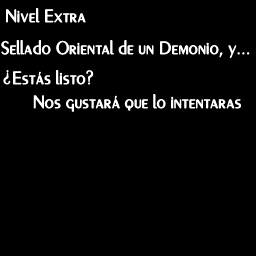 Nivel Extra
Sellado Oriental de un Demonio, y...
¿Estás listo?
Nos gustará que lo intentaras